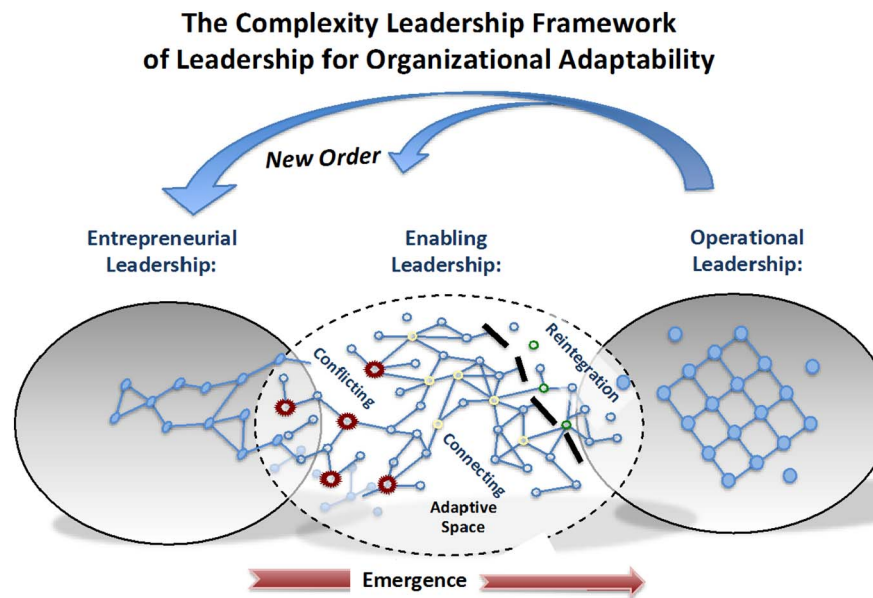 The Complexity Leadership Framework
of Leadership for Organizational Adaptability
New Order
Entrepreneurial
Leadership:
Enabling
Leadership:
Operational
Leadership:
Conflicting
Connecting
Reintegration
Adaptive
Space
Emergence